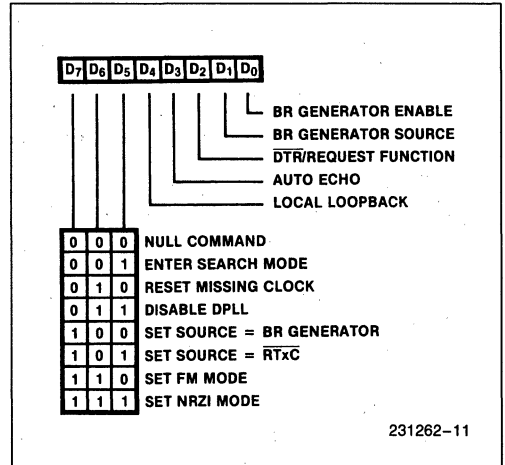 D7 D6 D5 D4 D3 D2 D1 D0
BR GENERATOR ENABLE
BR GENERATOR SOURCE
DTR/REQUEST FUNCTION
AUTO ECHO
LOCAL LOOPBACK
0 0 0 NULL COMMAND
0 0 1 ENTER SEARCH MODE
0 1 0 RESET MISSING CLOCK
0 1 1 DISABLE DPLL
1 0 0 SET SOURCE = BR GENERATOR
1 0 1 SET SOURCE = RTxC
1 1 0 SET FM MODE
1 1 1 SET NRZI MODE
231262-11